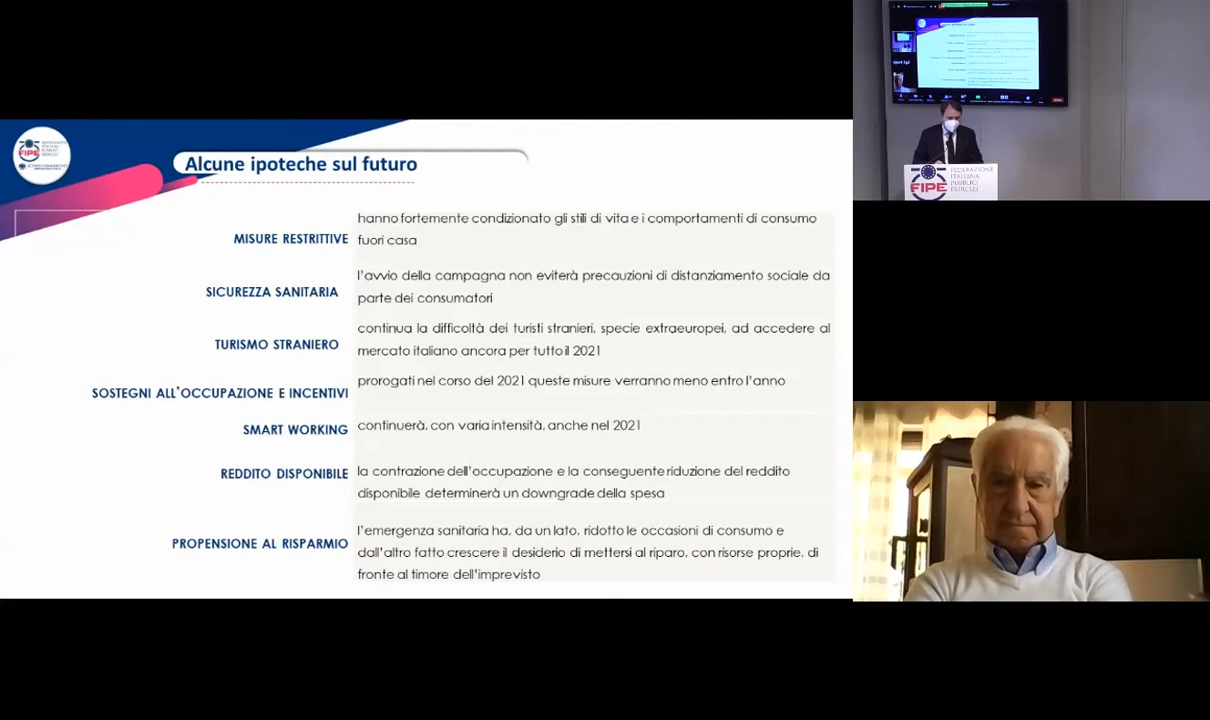 FIPE
Alcune ipoteche sul futuro
MISURE RESTRITTIVE
hanno fortemente condizionato gli stili di vita e i comportamenti di consumo
fuori casa
SICUREZZA SANITARIA
l'avvio della campagna non eviterà precauzioni di distanziamento sociale da
parte dei consumatori
TURISMO STRANIERO
continua la difficoltà dei turisti stranieri, specie extraeuropei, ad accedere al
mercato italiano ancora per tutto il 2021
SOSTEGNI ALL'OCCUPAZIONE E INCENTIVI
prorogati nel corso del 2021 queste misure verranno meno entro l'anno
SMART WORKING
continuerà, con varia intensità, anche nel 2021
REDDITO DISPONIBILE
la contrazione dell'occupazione e la conseguente riduzione del reddito
disponibile determinerà un downgrade della spesa
PROPENSIONE AL RISPARMIO
l'emergenza sanitaria ha, da un lato, ridotto le occasioni di consumo e
dall'altro fatto crescere il desiderio di mettersi al riparo, con risorse proprie, di
fronte al timore dell'imprevisto
FIPE
FEDERAZIONE
ITALIANA
PUBBLICI
ESERCIZI